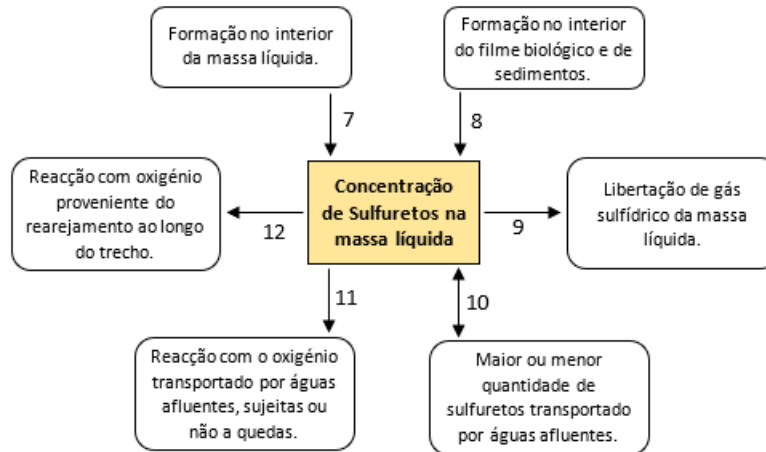 Formação no interior
da massa líquida.
Formação no interior
do filme biológico e de
sedimentos.
7
8
Reacção com oxigénio
proveniente do
rearejamento ao longo
do trecho.
12
Concentração
de Sulfuretos na
massa líquida
9
Libertação de gás
sulfídrico da massa
líquida.
11
10
Reacção com o oxigénio
transportado por águas
afluentes, sujeitas ou
não a quedas.
Maior ou menor
quantidade de
sulfuretos transportado
por águas afluentes.